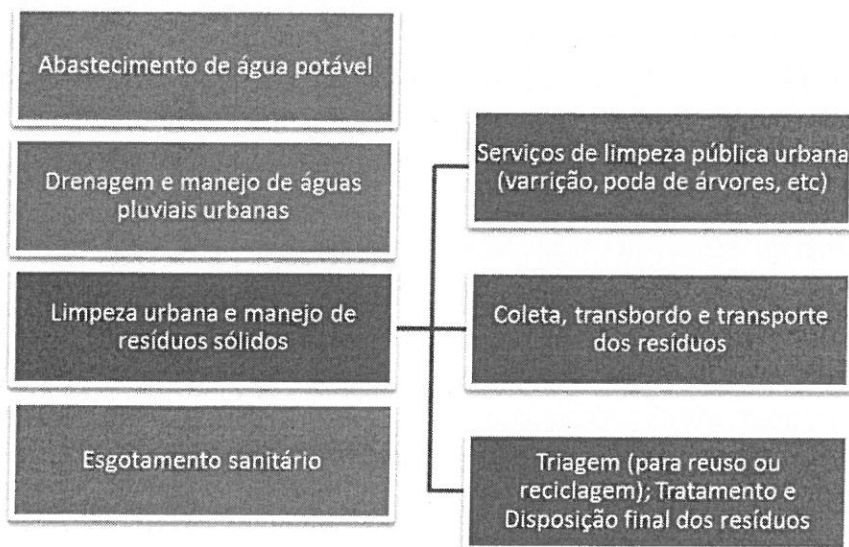 Abastecimento de água potável
Drenagem e manejo de águas
pluviais urbanas
Limpeza urbana e manejo de
resíduos sólidos
Esgotamento sanitário
Serviços de limpeza pública urbana
(varrição, poda de árvores, etc)
Coleta, transbordo e transporte
dos resíduos
Triagem (para reuso ou
reciclagem); Tratamento e
Disposição final dos resíduos